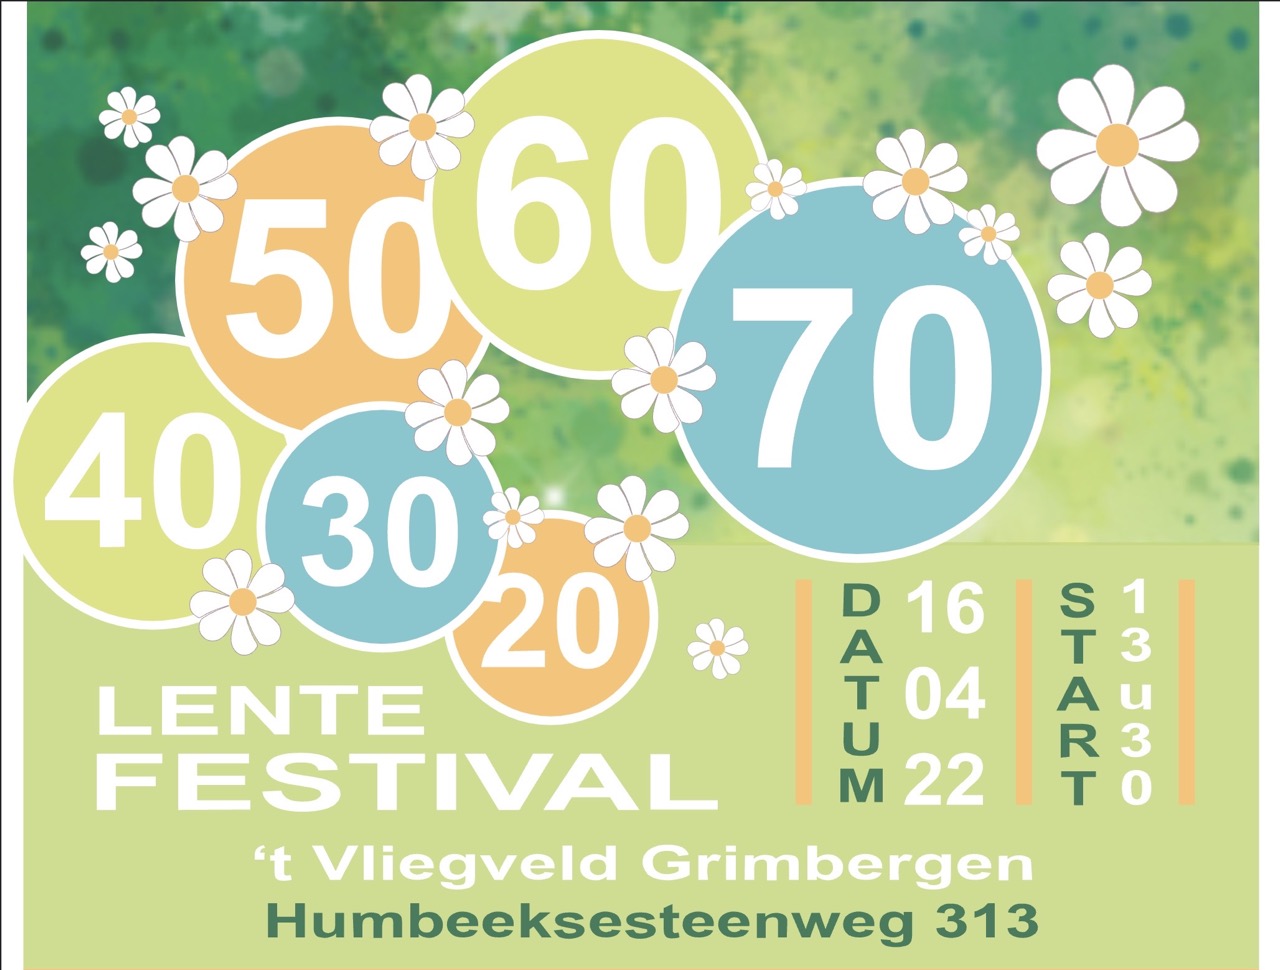 60
50
70
40
30
20
LENTE
FESTIVAL
DATUM
16
04
22
START
13u30
‘t Vliegveld Grimbergen
Humbeeksesteenweg 313